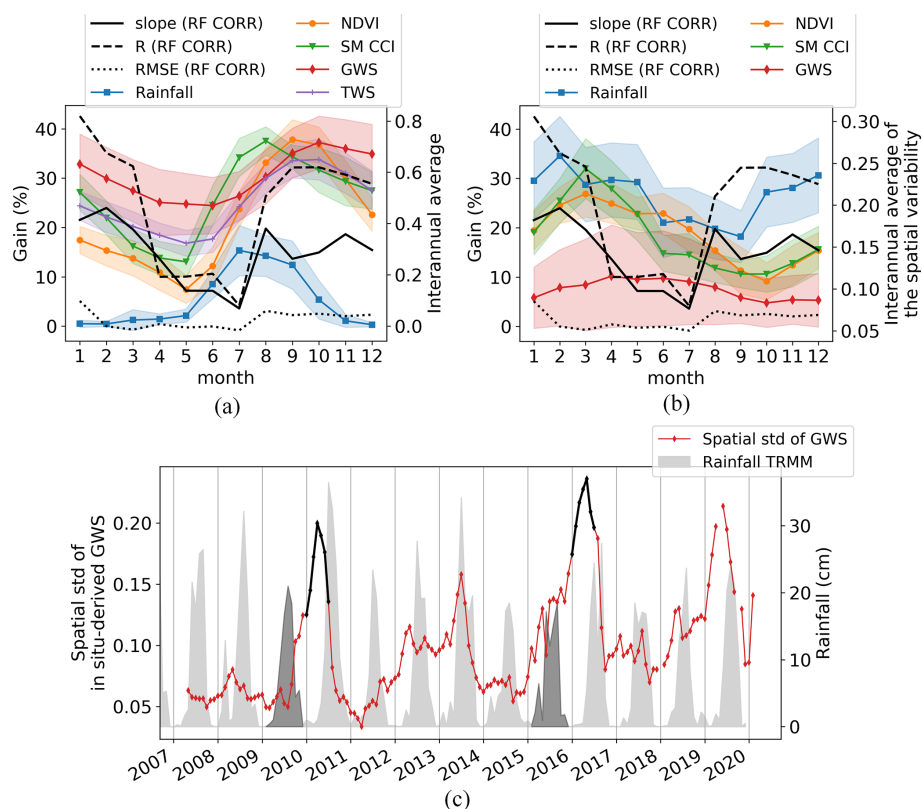 slope (RF CORR)
R (RF CORR)
RMSE (RF CORR)
Rainfall
NDVI
SM CCI
GWS
TWS
Gain (%)
40
30
20
10
0
0.8
0.6
0.4
0.2
0.0
Interannual average
1 2 3 4 5 6 7 8 9 10 11 12
month
(a)
slope (RF CORR)
R (RF CORR)
RMSE (RF CORR)
Rainfall
NDVI
SM CCI
GWS
Gain (%)
40
30
20
10
0
0.30
0.25
0.20
0.15
0.10
0.05
Interannual average of
the spatial variability
1 2 3 4 5 6 7 8 9 10 11 12
month
(b)
Spatial std of GWS
Rainfall TRMM
Spatial std of
in situ-derived GWS
0.20
0.15
0.10
0.05
30
20
10
0
Rainfall (cm)
2007 2008 2009 2010 2011 2012 2013 2014 2015 2016 2017 2018 2019 2020
(c)